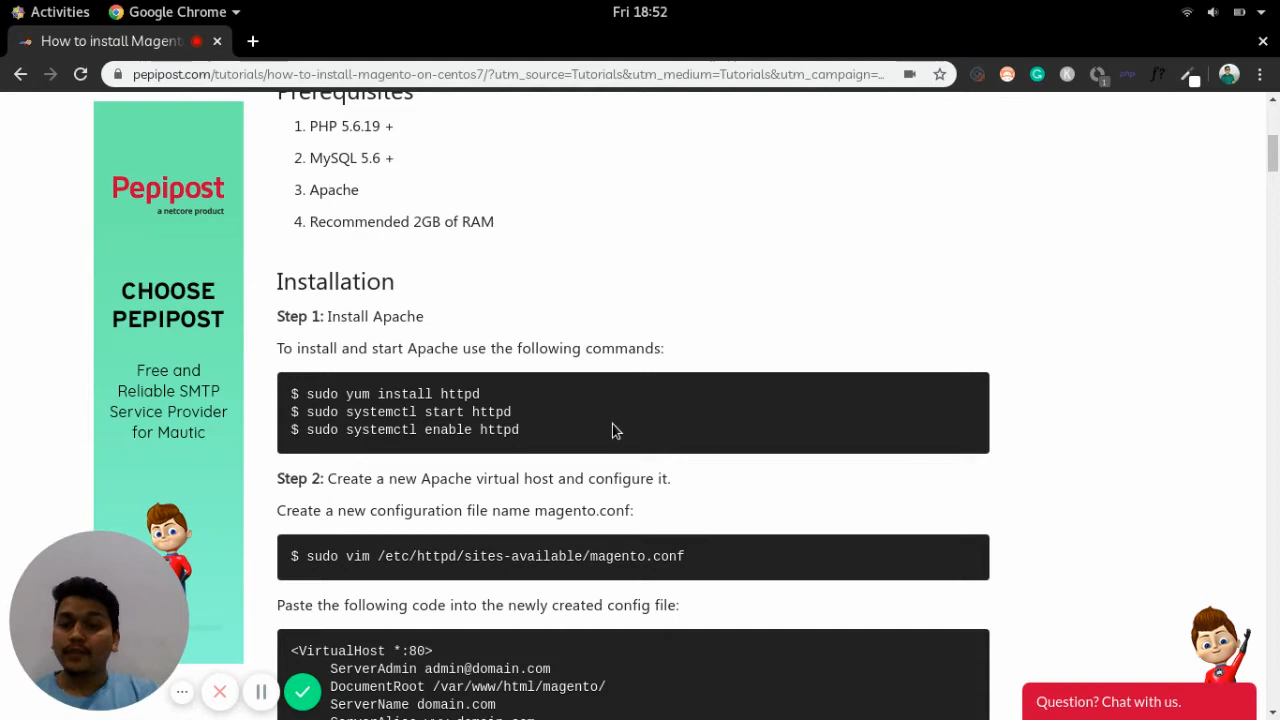 Activities
Google Chrome
Fri 18:52
How to install Magent
pepipost.com/tutorials/how-to-install-magento-on-centos7/?utm_source=Tutorials&utm_medium=Tutorials&utm_campaign=...
1
php
f?
Prerequisites
1. PHP 5.6.19 +
2. MySQL 5.6 +
3. Apache
4. Recommended 2GB of RAM
Pepipost
a netcore product
CHOOSE
PEPIPOST
Free and
Reliable SMTP
Service Provider
for Mautic
Installation
Step 1: Install Apache
To install and start Apache use the following commands:
$ sudo yum install httpd
$ sudo systemctl start httpd
$ sudo systemctl enable httpd
Step 2: Create a new Apache virtual host and configure it.
Create a new configuration file name magento.conf:
$ sudo vim /etc/httpd/sites-available/magento.conf
Paste the following code into the newly created config file:
<VirtualHost *:80>
ServerAdmin admin@domain.com
DocumentRoot /var/www/html/magento/
ServerName domain.com
ServerAlias www.domain.com
Question? Chat with us.